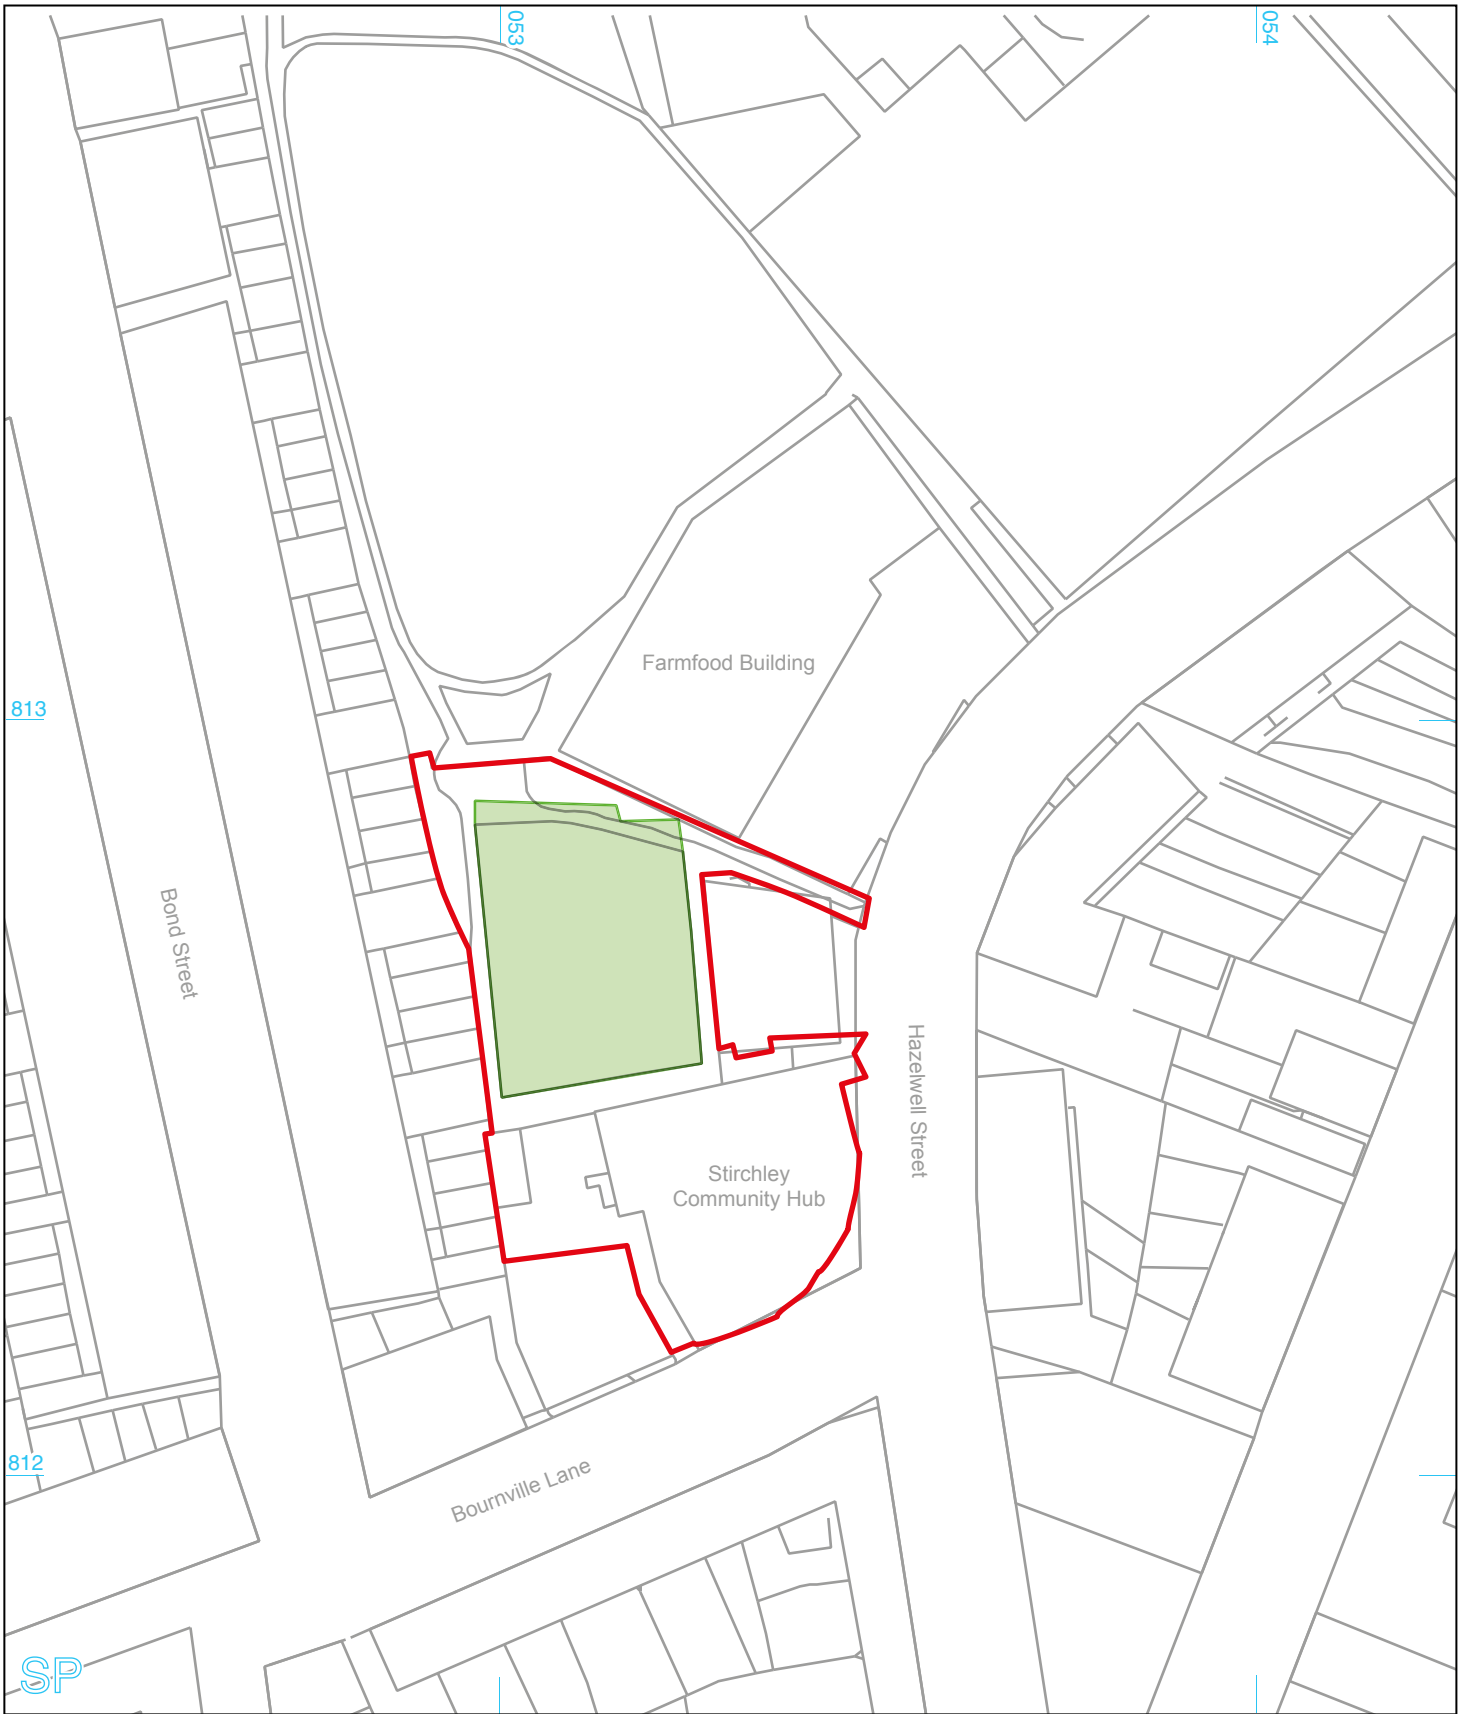 053
054
Farmfood Building
813
Bond Street
Hazelwell Street
Stirchley
Community Hub
812
Bournville Lane
SP